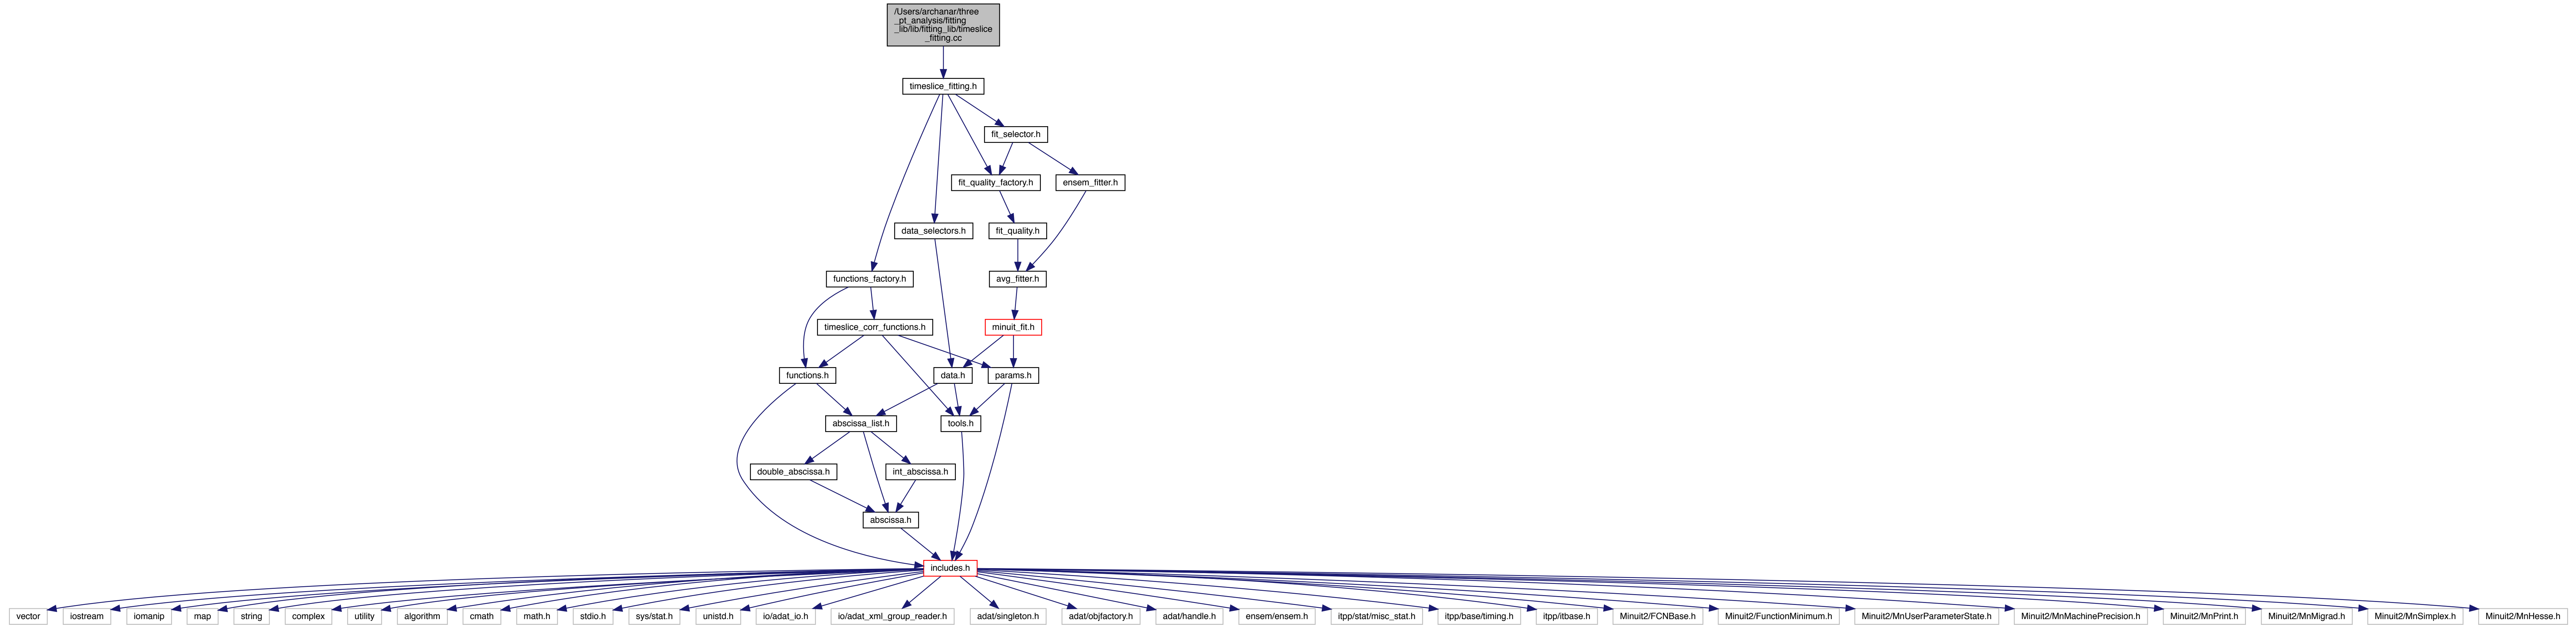 /Users/archanar/three
_pt_analysis/fitting
_lib/lib/fitting_lib/timeslice
_fitting.cc
timeslice_fitting.h
fit_selector.h
fit_quality_factory.h
ensem_fitter.h
data_selectors.h
fit_quality.h
functions_factory.h
avg_fitter.h
timeslice_corr_functions.h
minuit_fit.h
functions.h
data.h
params.h
abscissa_list.h
tools.h
double_abscissa.h
int_abscissa.h
abscissa.h
includes.h
vector
iostream
iomanip
map
string
complex
utility
algorithm
cmath
math.h
stdio.h
sys/stat.h
unistd.h
io/adat_io.h
io/adat_xml_group_reader.h
adat/singleton.h
adat/objfactory.h
adat/handle.h
ensem/ensem.h
itpp/stat/misc_stat.h
itpp/base/timing.h
itpp/itbase.h
Minuit2/FCNBase.h
Minuit2/FunctionMinimum.h
Minuit2/MnUserParameterState.h
Minuit2/MnMachinePrecision.h
Minuit2/MnPrint.h
Minuit2/MnMigrad.h
Minuit2/MnSimplex.h
Minuit2/MnHesse.h